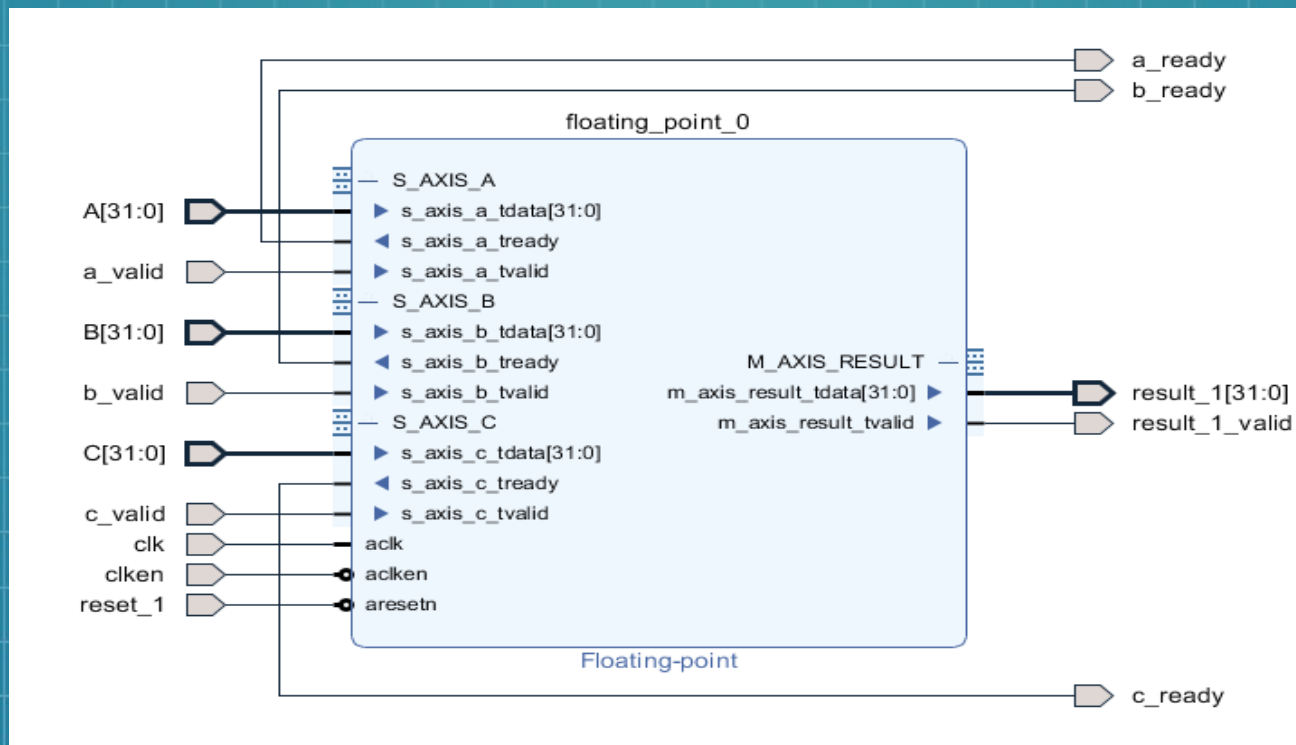 a_ready
b_ready
floating_point_0
S_AXIS_A
A[31:0]
s_axis_a_tdata[31:0]
s_axis_a_tready
a_valid
s_axis_a_tvalid
S_AXIS_B
B[31:0]
s_axis_b_tdata[31:0]
s_axis_b_tready
M_AXIS_RESULT
b_valid
s_axis_b_tvalid
m_axis_result_tdata[31:0]
result_1[31:0]
S_AXIS_C
m_axis_result_tvalid
result_1_valid
C[31:0]
s_axis_c_tdata[31:0]
s_axis_c_tready
c_valid
s_axis_c_tvalid
clk
aclk
clken
aclken
reset_1
aresetn
Floating-point
c_ready